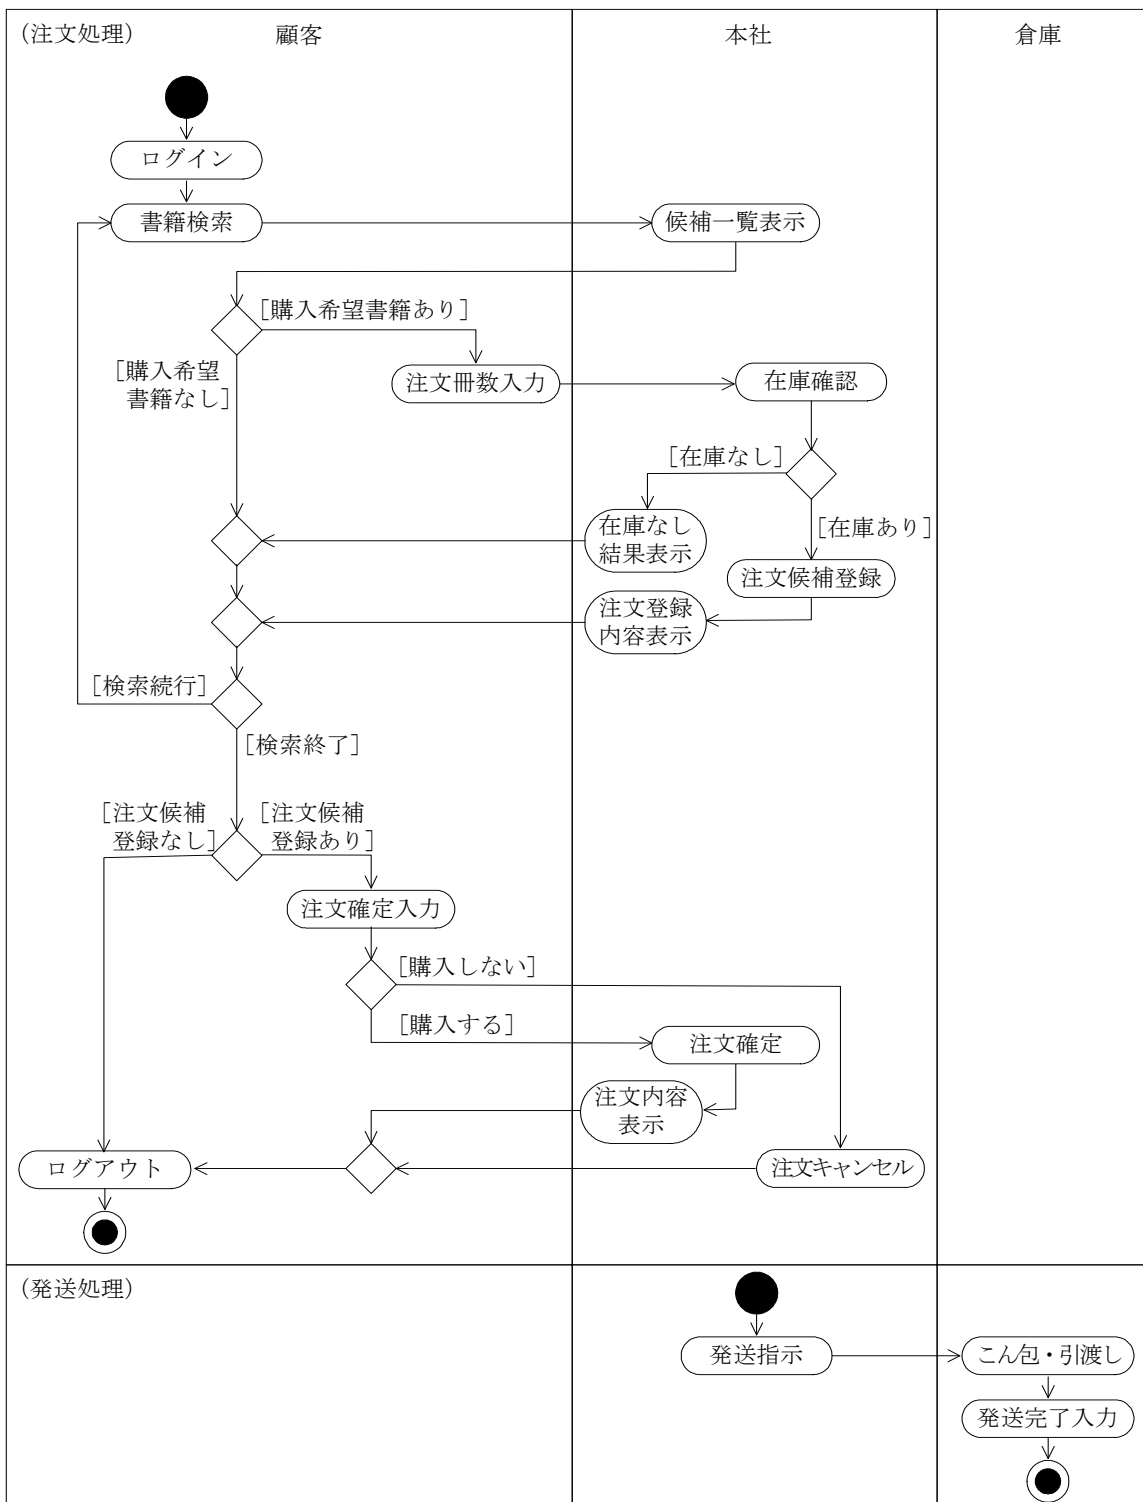 (注文処理)
顧客
本社
倉庫
ログイン
書籍検索
候補一覧表示
[購入希望書籍あり]
[購入希望
書籍なし]
注文冊数入力
在庫確認
[在庫なし]
在庫なし
結果表示
[在庫あり]
注文候補登録
注文登録
内容表示
[検索続行]
[検索終了]
[注文候補
登録なし]
[注文候補
登録あり]
注文確定入力
[購入しない]
[購入する]
注文確定
注文内容
表示
ログアウト
注文キャンセル
(発送処理)
発送指示
こん包・引渡し
発送完了入力